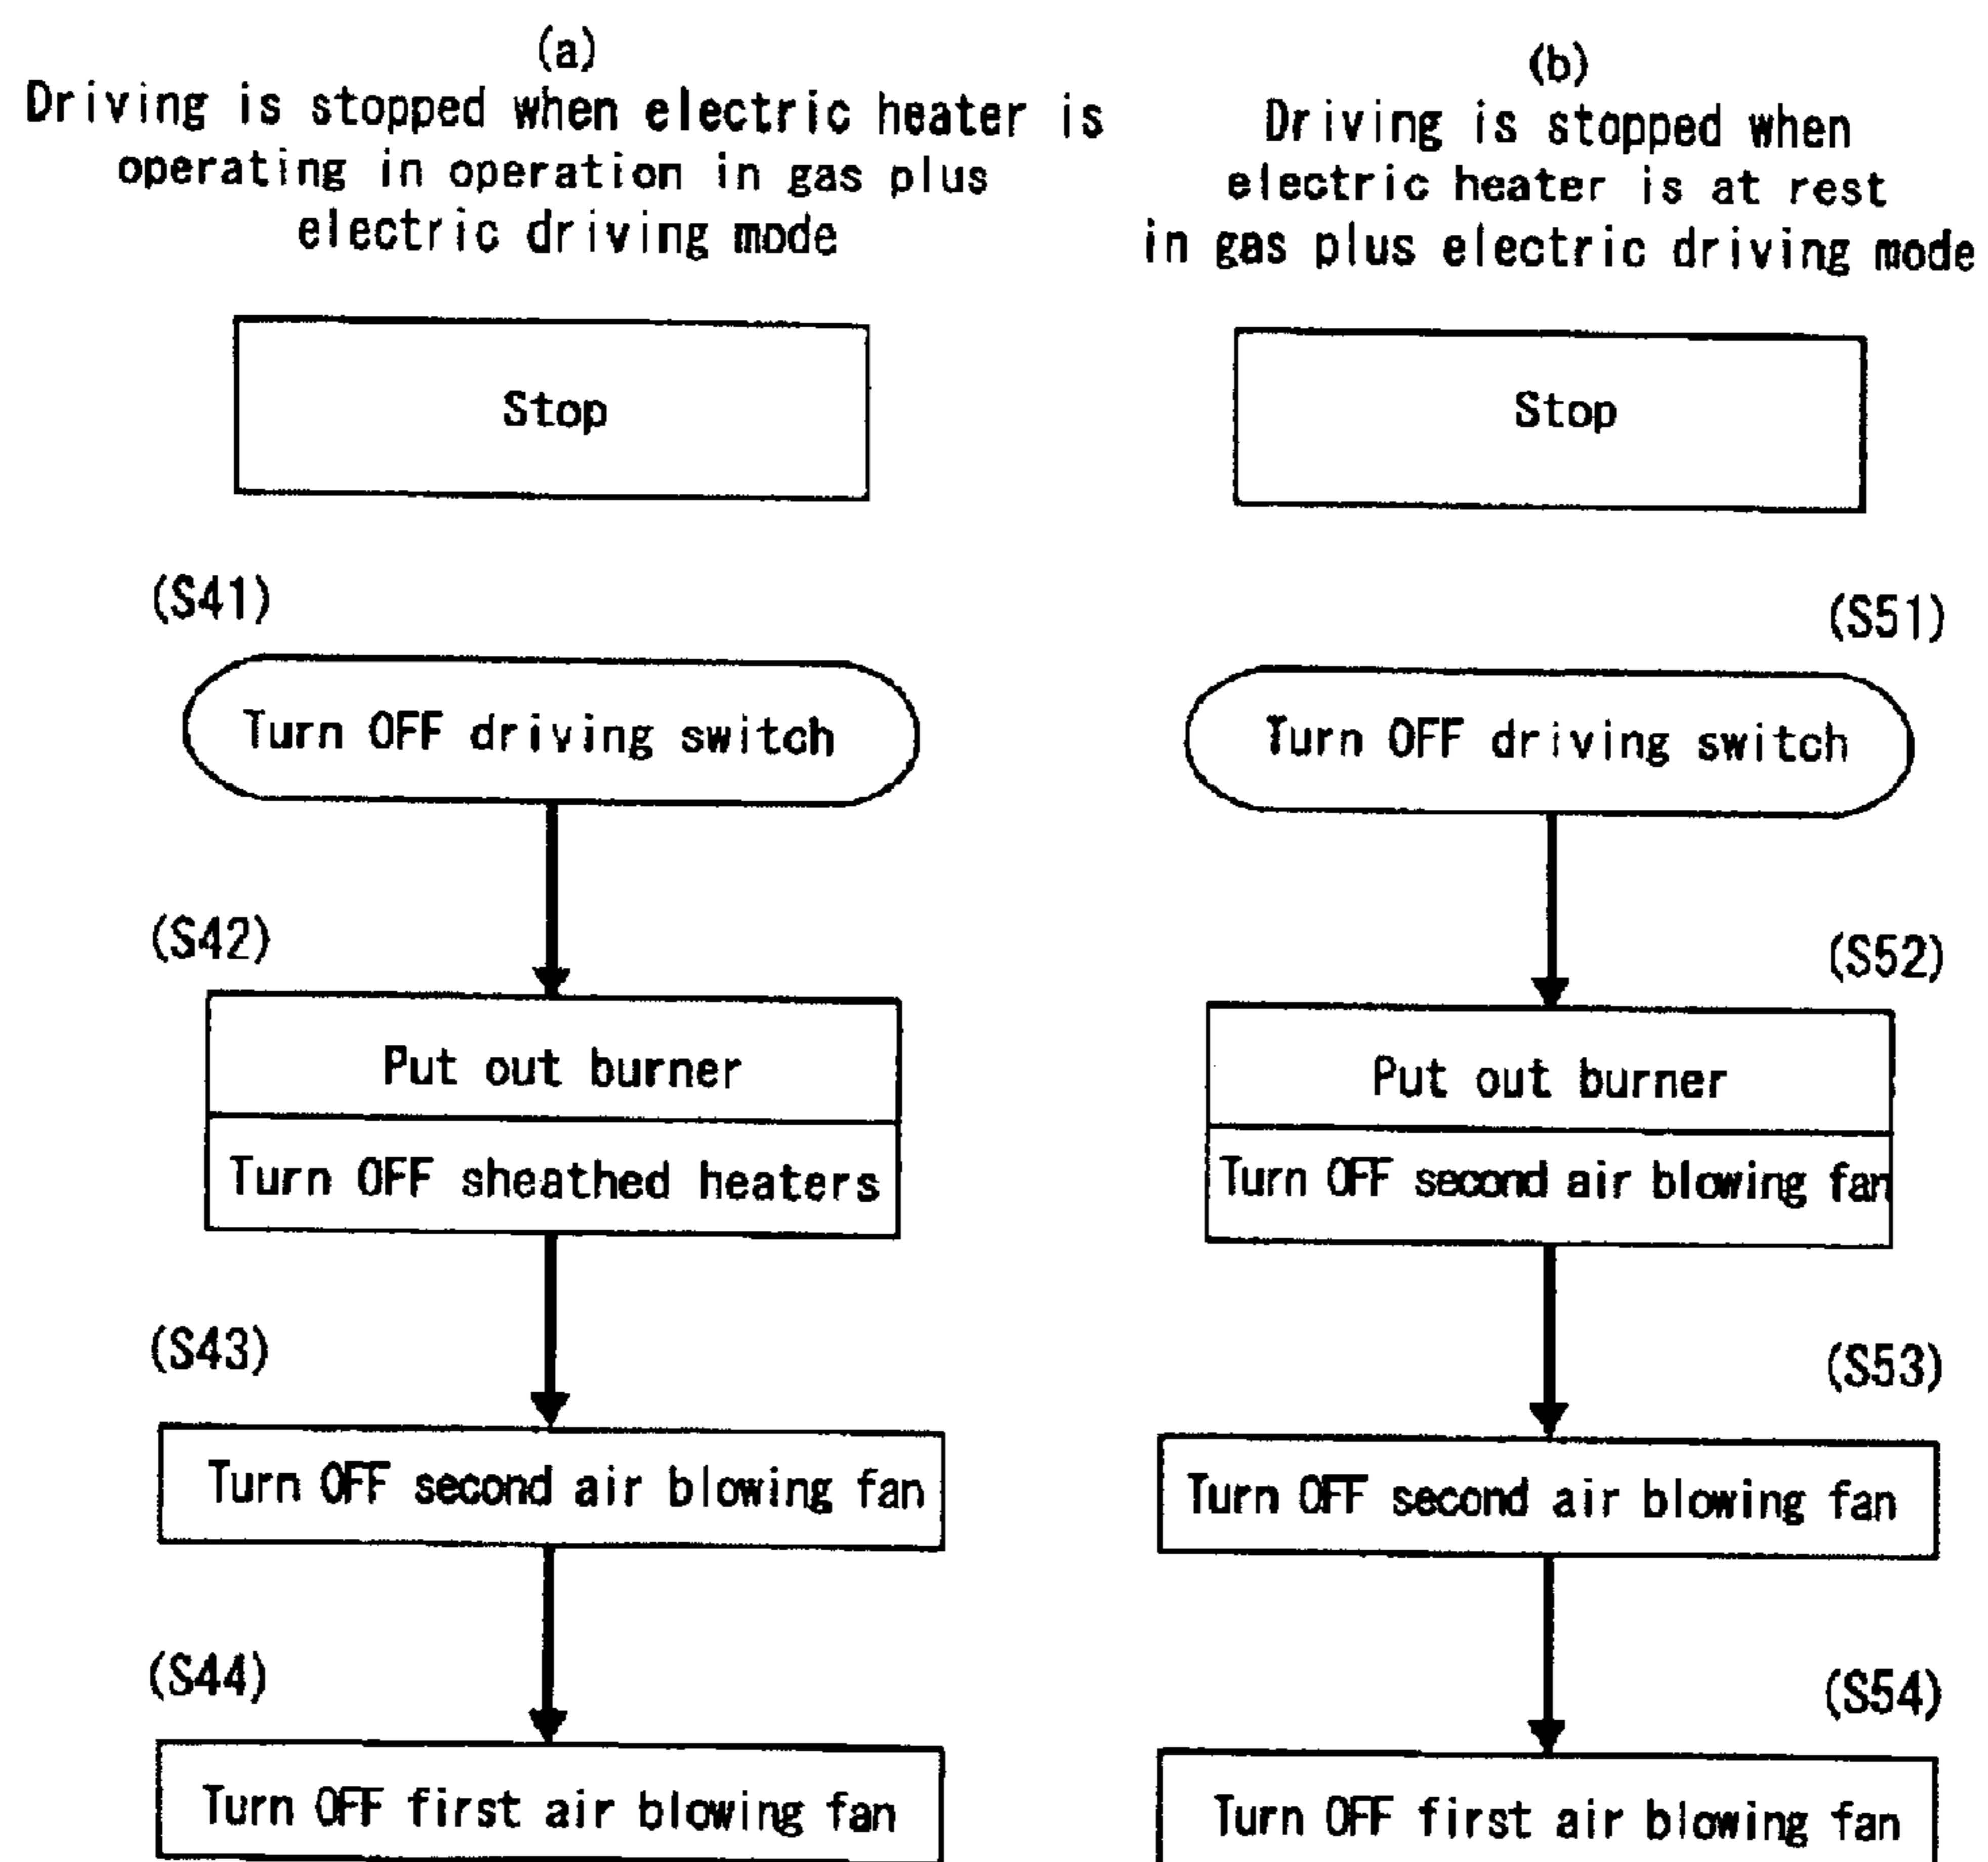 (a)
Driving is stopped when electric heater is
operating in operation in gas plus
electric driving mode
Stop
(S41)
Turn OFF driving switch
(S42)
Put out burner
Turn OFF sheathed heaters
(S43)
Turn OFF second air blowing fan
(S44)
Turn OFF first air blowing fan
(b)
Driving is stopped when
electric heater is at rest
in gas plus electric driving mode
Stop
(S51)
Turn OFF driving switch
(S52)
Put out burner
Turn OFF second air blowing fan
(S53)
Turn OFF second air blowing fan
(S54)
Turn OFF first air blowing fan